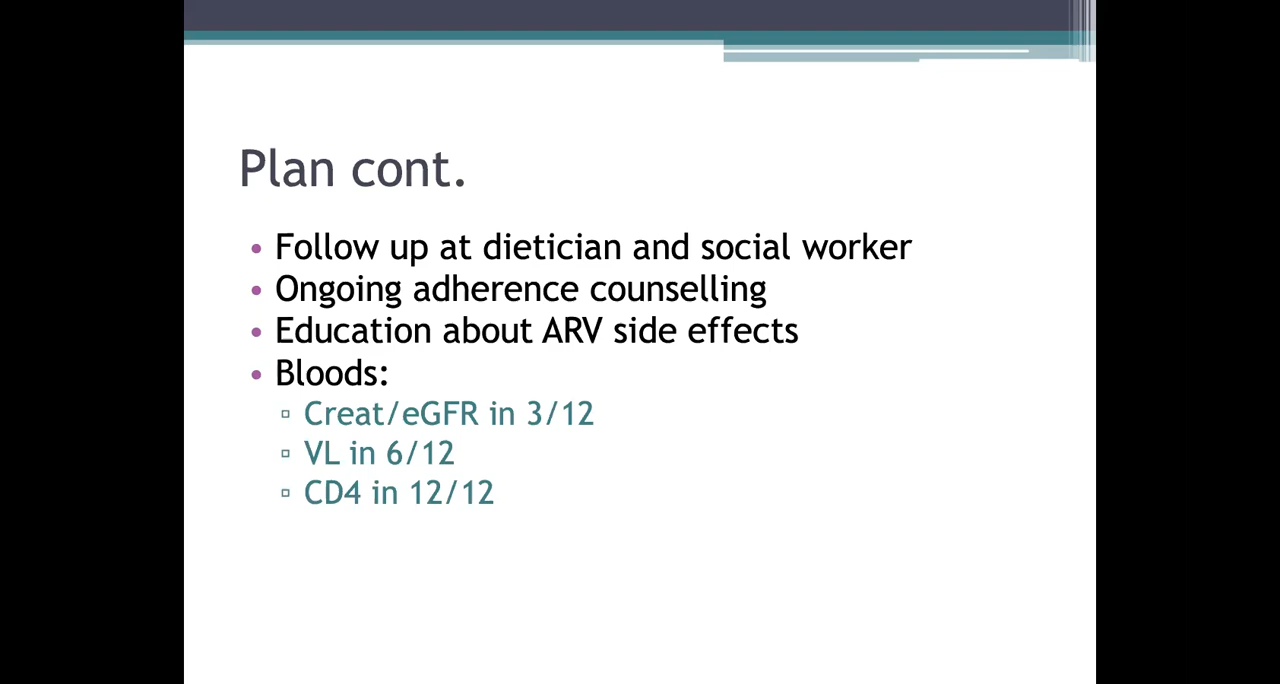 Plan cont.
• Follow up at dietician and social worker
• Ongoing adherence counselling
• Education about ARV side effects
• Bloods:
▫ Creat/eGFR in 3/12
▫ VL in 6/12
▫ CD4 in 12/12